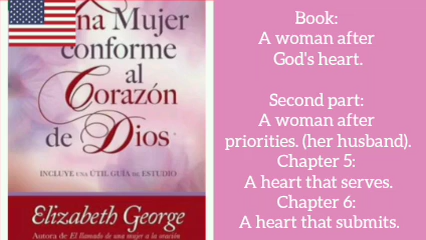 na Mujer
conforme
al
Corazón
de Dios
INCLUYE UNA ÚTIL GUÍA DE ESTUDIO
Elizabeth George
Autora de El llamado de una mujer a la oración
Book:
A woman after
God's heart.
Second part:
A woman after
priorities. (her husband).
Chapter 5:
A heart that serves.
Chapter 6:
A heart that submits.